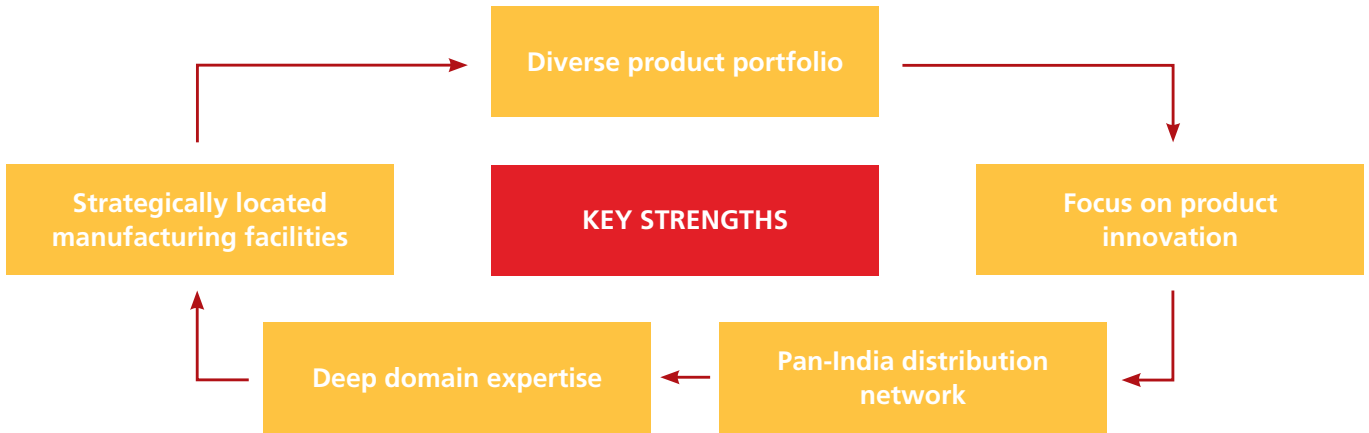 Diverse product portfolio
Strategically located
manufacturing facilities
KEY STRENGTHS
Focus on product
innovation
Deep domain expertise
Pan-India distribution
network